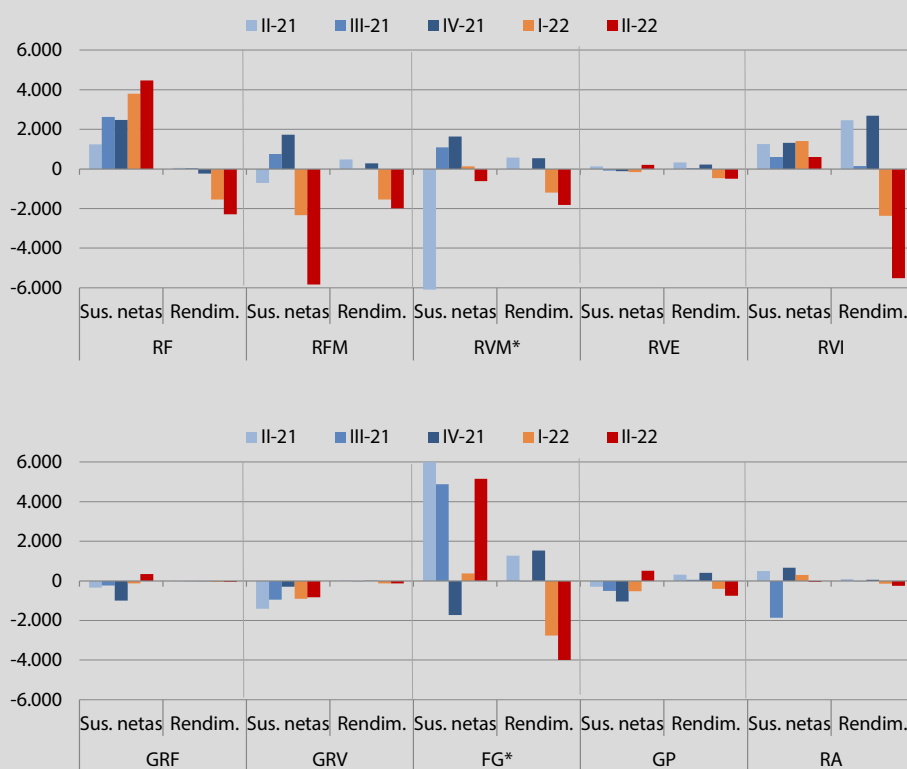 II-21 III-21 IV-21 I-22 II-22
6.000
4.000
2.000
0
-2.000
-4.000
-6.000
Sus. netas Rendim. Sus. netas Rendim. Sus. netas Rendim. Sus. netas Rendim. Sus. netas Rendim.
RF RFM RVM* RVE RVI
II-21 III-21 IV-21 I-22 II-22
6.000
4.000
2.000
0
-2.000
-4.000
-6.000
Sus. netas Rendim. Sus. netas Rendim. Sus. netas Rendim. Sus. netas Rendim. Sus. netas Rendim.
GRF GRV FG* GP RA